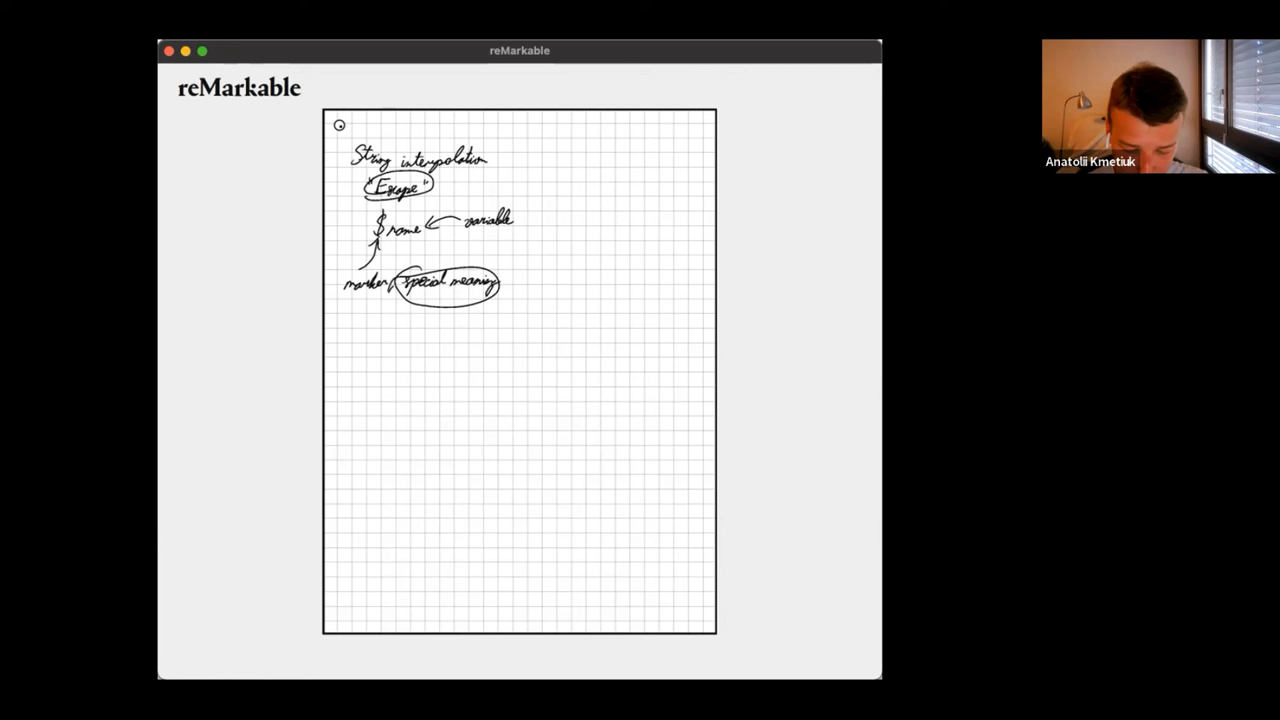 reMarkable
reMarkable
String interpolation
"Escape"
$name ← variable
marker, special meaning
Anatolii Kmetiuk